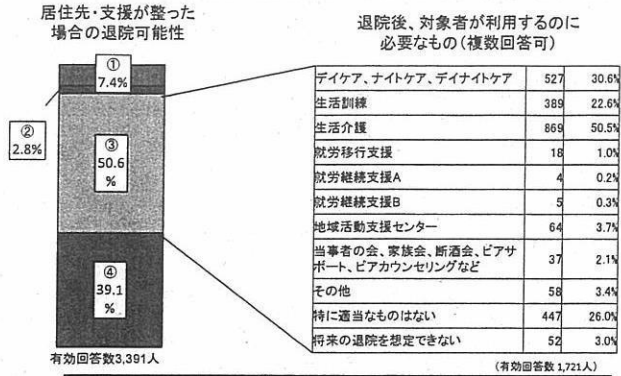 居住先・支援が整った
場合の退院可能性
①
7.4%
②
2.8%
③
50.6
%
④
39.1
%
有効回答数3,391人
退院後、対象者が利用するのに
必要なもの(複数回答可)
デイケア、ナイトケア、デイナイトケア 527 30.6%
生活訓練 389 22.6%
生活介護 869 50.5%
就労移行支援 18 1.0%
就労継続支援A 4 0.2%
就労継続支援B 5 0.3%
地域活動支援センター 64 3.7%
当事者の会、家族会、断酒会、ピアサ
ポート、ピアカウンセリングなど 37 2.1%
その他 58 3.4%
特に適当なものはない 447 26.0%
将来の退院を想定できない 52 3.0%
(有効回答数 1,721人)